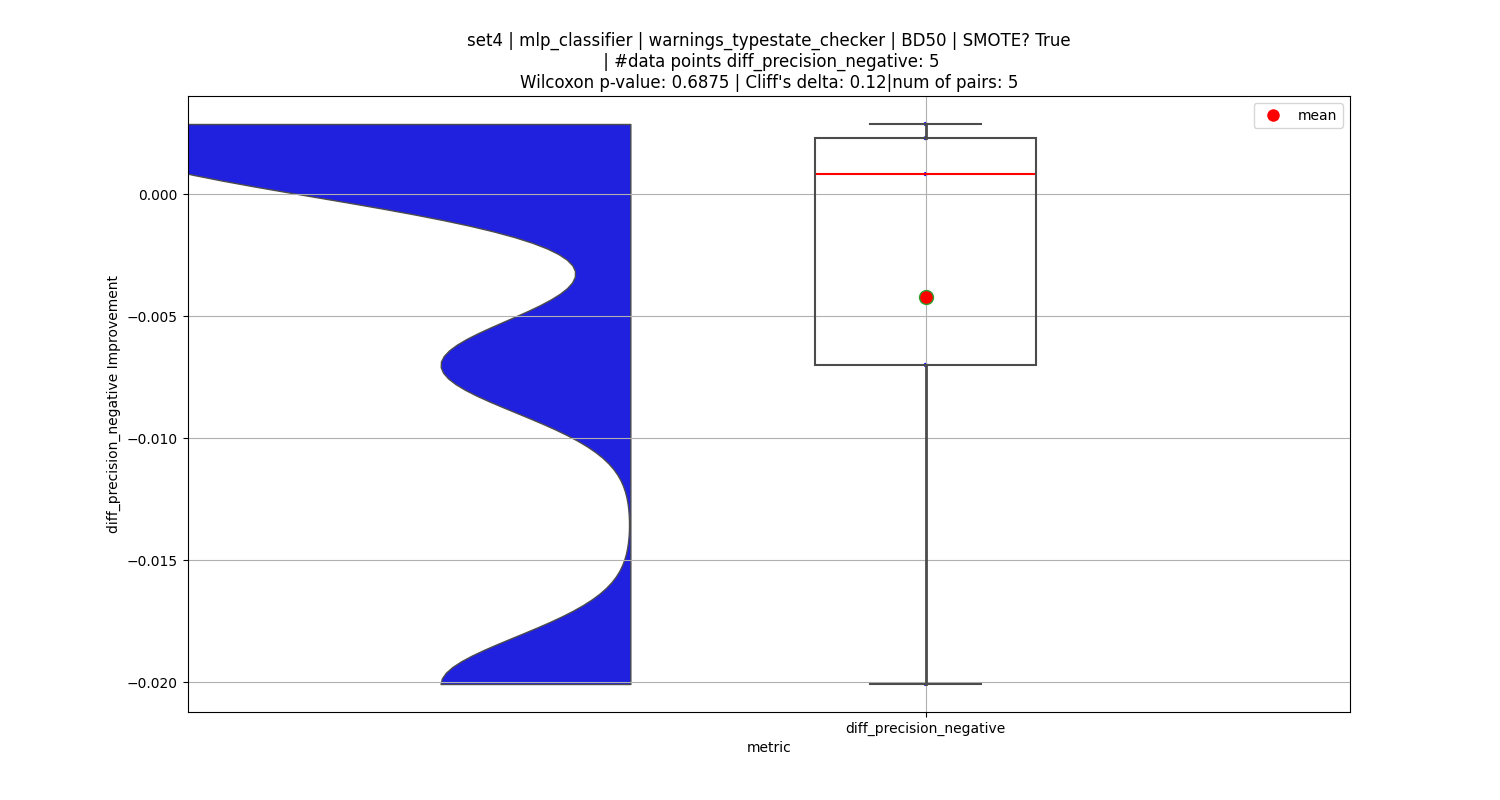 set4 | mlp_classifier | warnings_typestate_checker | BD50 | SMOTE? True
| #data points diff_precision_negative: 5
Wilcoxon p-value: 0.6875 | Cliff's delta: 0.12|num of pairs: 5
mean
0.000
−0.005
−0.010
−0.015
−0.020
diff_precision_negative Improvement
diff_precision_negative
metric